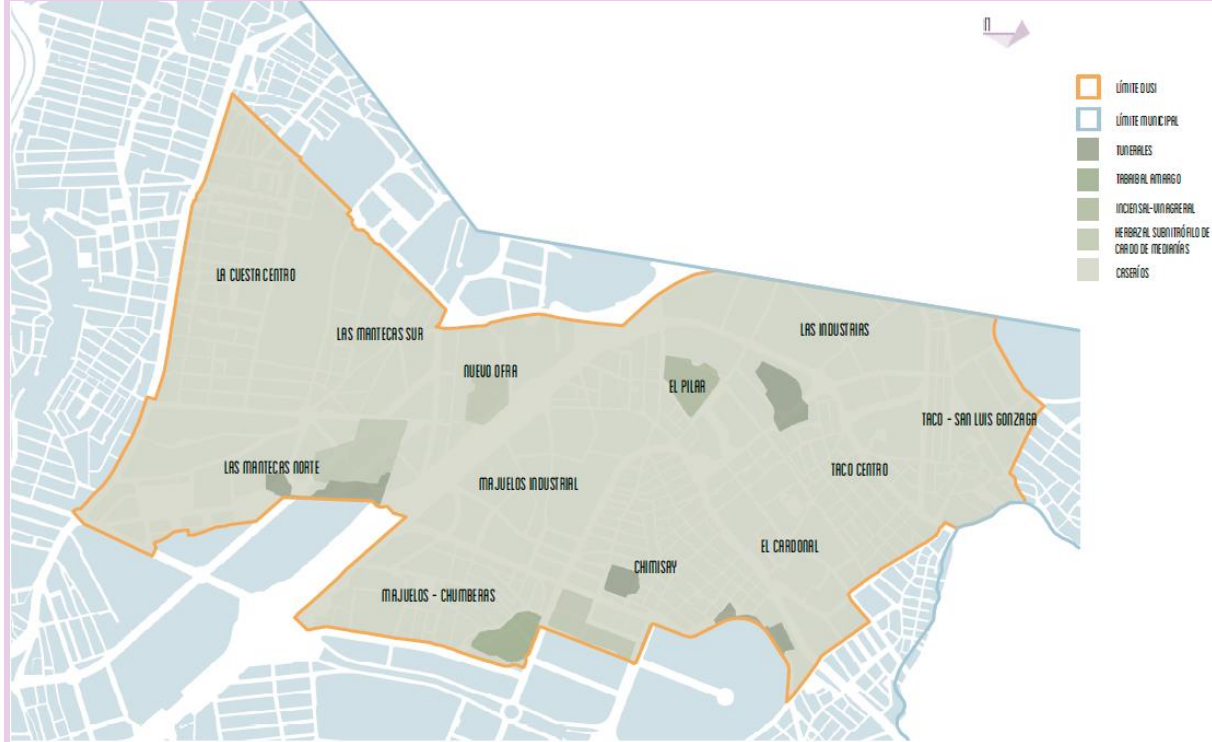 LÍMITE DUSI
LÍMITE MUNICIPAL
TUNERALES
TABAIBAL AMARGO
INCIENSAL-VINAGRERAL
HERBAZAL SUBNITRÓFILO DE
CARDO DE MEDIANÍAS
CASERÍOS
LA CUESTA CENTRO
LAS MANTECAS SUR
LAS INDUSTRIAS
NUEVO OFRA
EL PILAR
TACO - SAN LUIS GONZAGA
LAS MANTECAS NORTE
TACO CENTRO
MAJUELOS INDUSTRIAL
EL CARDONAL
CHIMISAY
MAJUELOS - CHUMBERAS